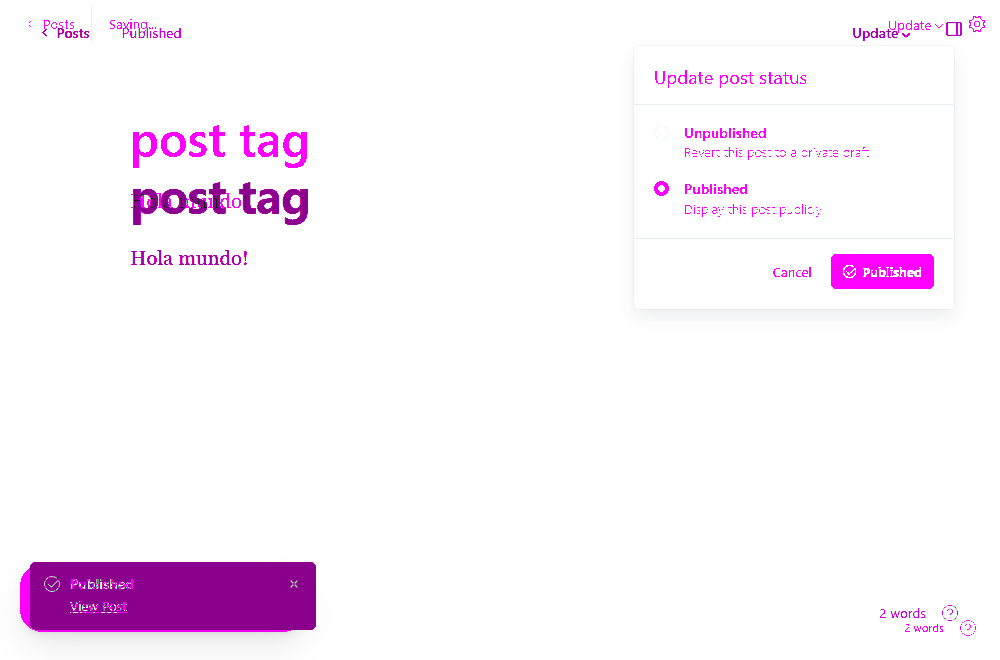 Posts Saving... Update
Posts Published Update
Update post status
post tag
Unpublished
Revert this post to a private draft
post tag
Hola mundo!
Published
Display this post publicly
Hola mundo!
Cancel Published
Published
View Post
2 words
2 words